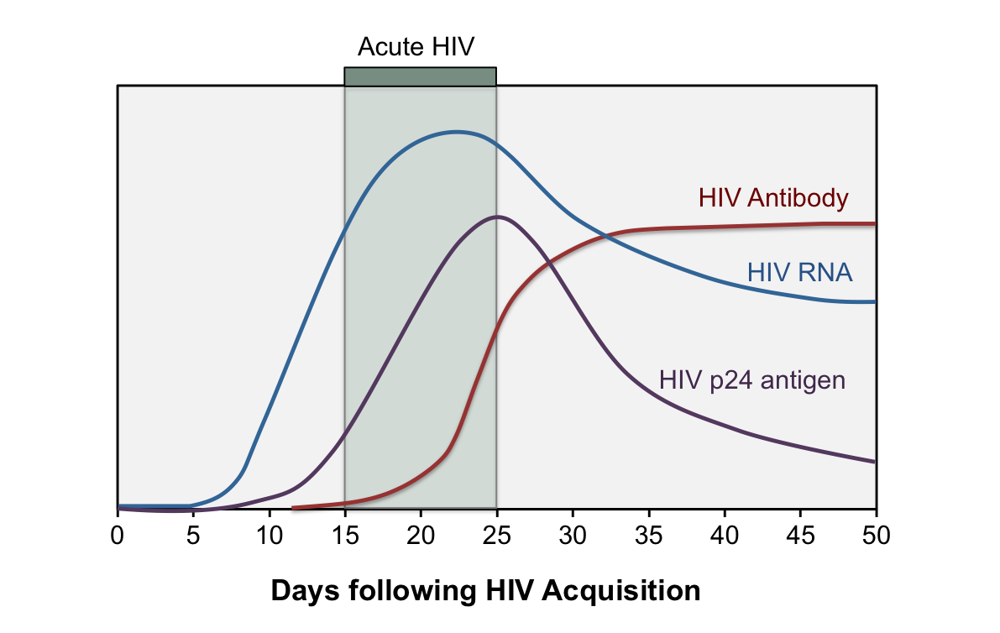 Acute HIV
HIV Antibody
HIV RNA
HIV p24 antigen
0 5 10 15 20 25 30 35 40 45 50
Days following HIV Acquisition